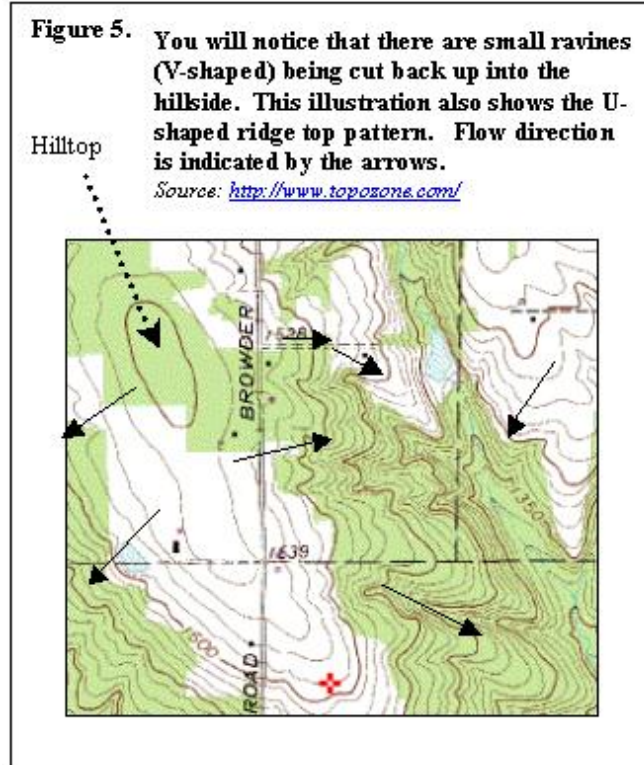 Figure 5.
You will notice that there are small ravines
(V-shaped) being cut back up into the
hillside. This illustration also shows the U-
shaped ridge top pattern. Flow direction
is indicated by the arrows.
Source: http://www.topozone.com/
Hilltop
BROWDER
1538
1350
1639
1500
ROAD